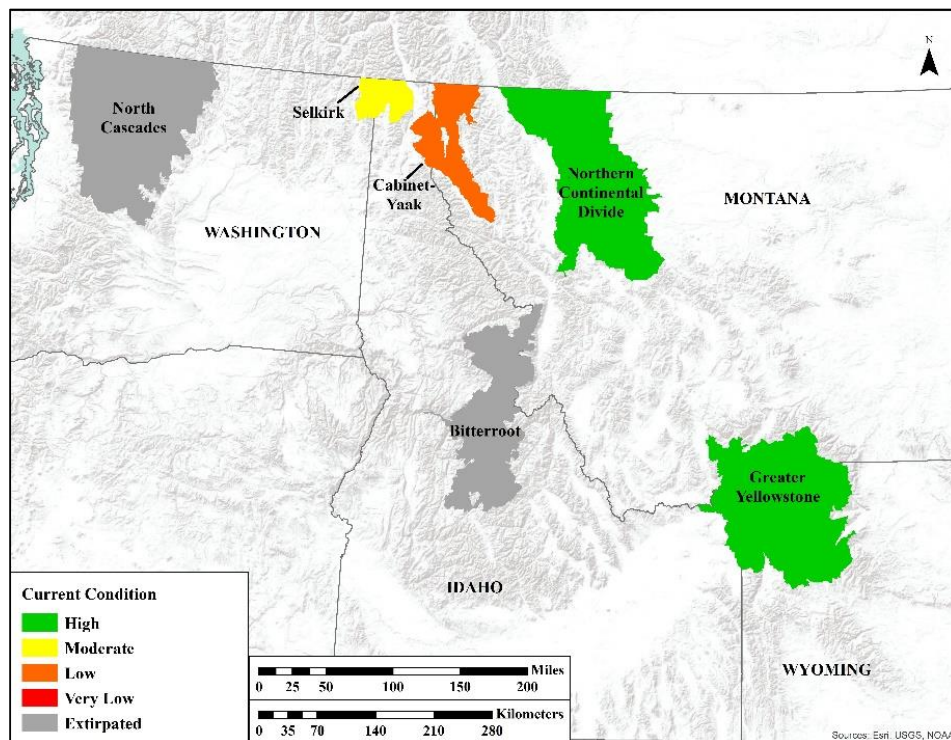 N
North
Cascades
Selkirk
Cabinet-
Yaak
Northern
Continental
Divide
MONTANA
WASHINGTON
Bitterroot
Greater
Yellowstone
IDAHO
WYOMING
Current Condition
High
Moderate
Low
Very Low
Extirpated
Miles
0 25 50 100 150 200
Kilometers
0 35 70 140 210 280
Sources: Esri, USGS, NOAA